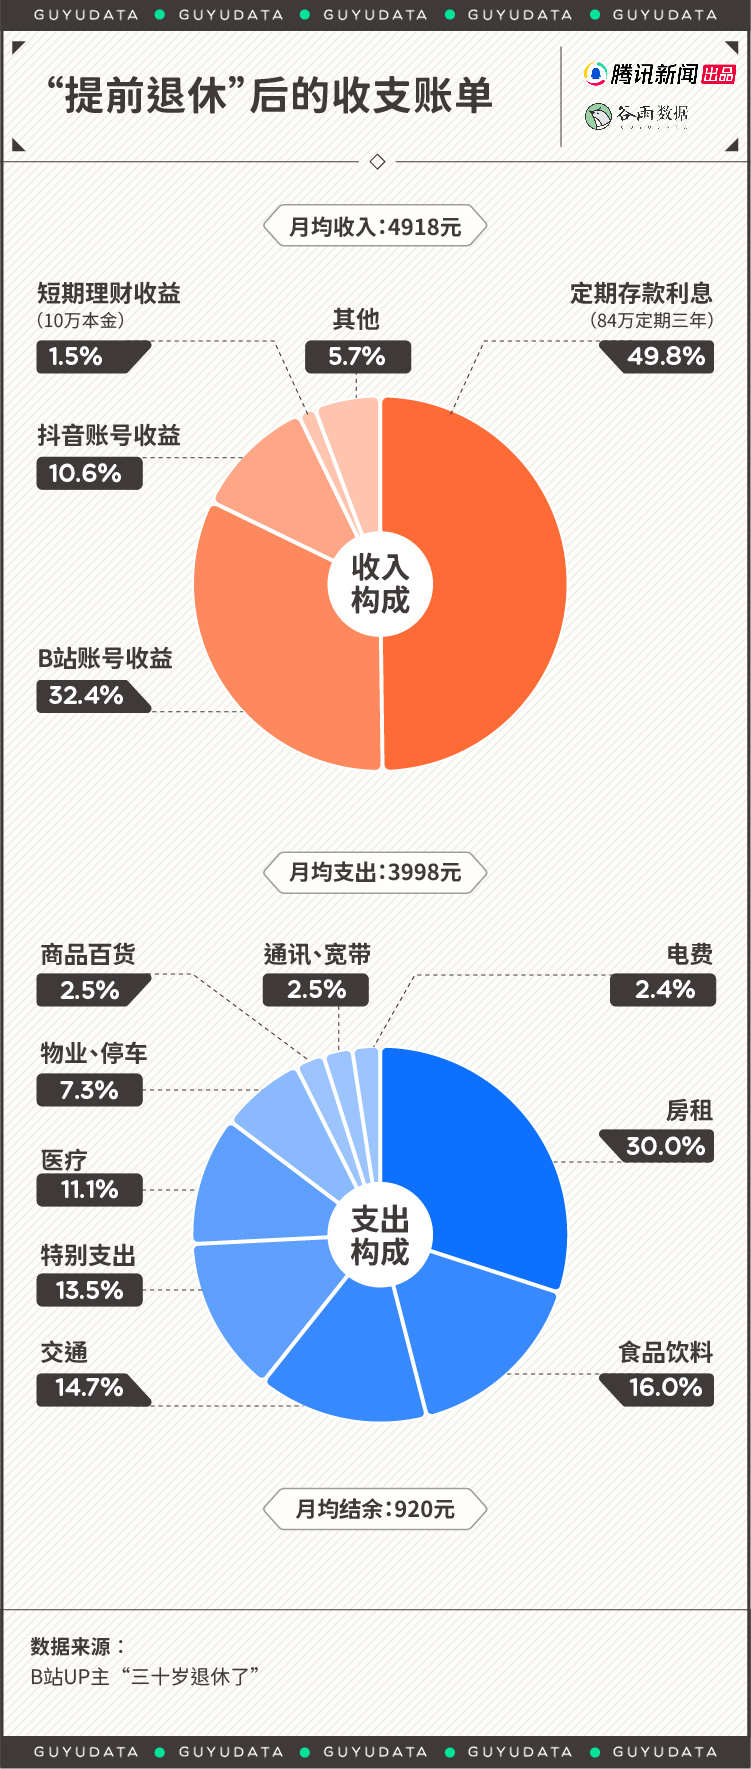 GUYUDATA GUYUDATA GUYUDATA GUYUDATA GUYUDATA
“提前退休”后的收支账单
腾讯新闻 出品
谷雨数据
GUYUDATA
月均收入：4918元
短期理财收益
（10万本金）
1.5%
其他
5.7%
定期存款利息
（84万定期三年）
49.8%
抖音账号收益
10.6%
B站账号收益
32.4%
收入
构成
月均支出：3998元
商品百货
2.5%
通讯、宽带
2.5%
电费
2.4%
物业、停车
7.3%
房租
30.0%
医疗
11.1%
特别支出
13.5%
交通
14.7%
食品饮料
16.0%
支出
构成
月均结余：920元
数据来源：
B站UP主“三十岁退休了”
GUYUDATA GUYUDATA GUYUDATA GUYUDATA GUYUDATA